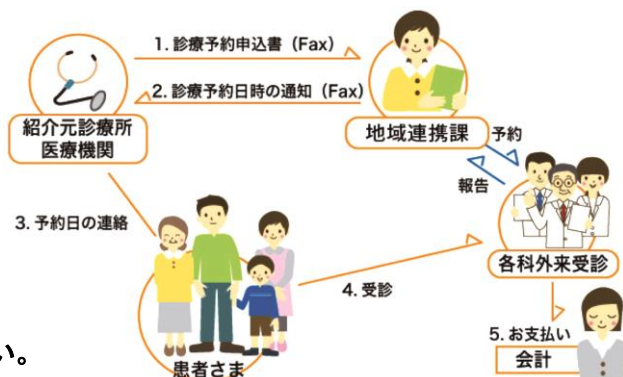 1. 診療予約申込書（Fax）
2. 診療予約日時の通知（Fax）
紹介元診療所
医療機関
地域連携課
予約
報告
3. 予約日の連絡
各科外来受診
4. 受診
5. お支払い
会計
い。
患者さま